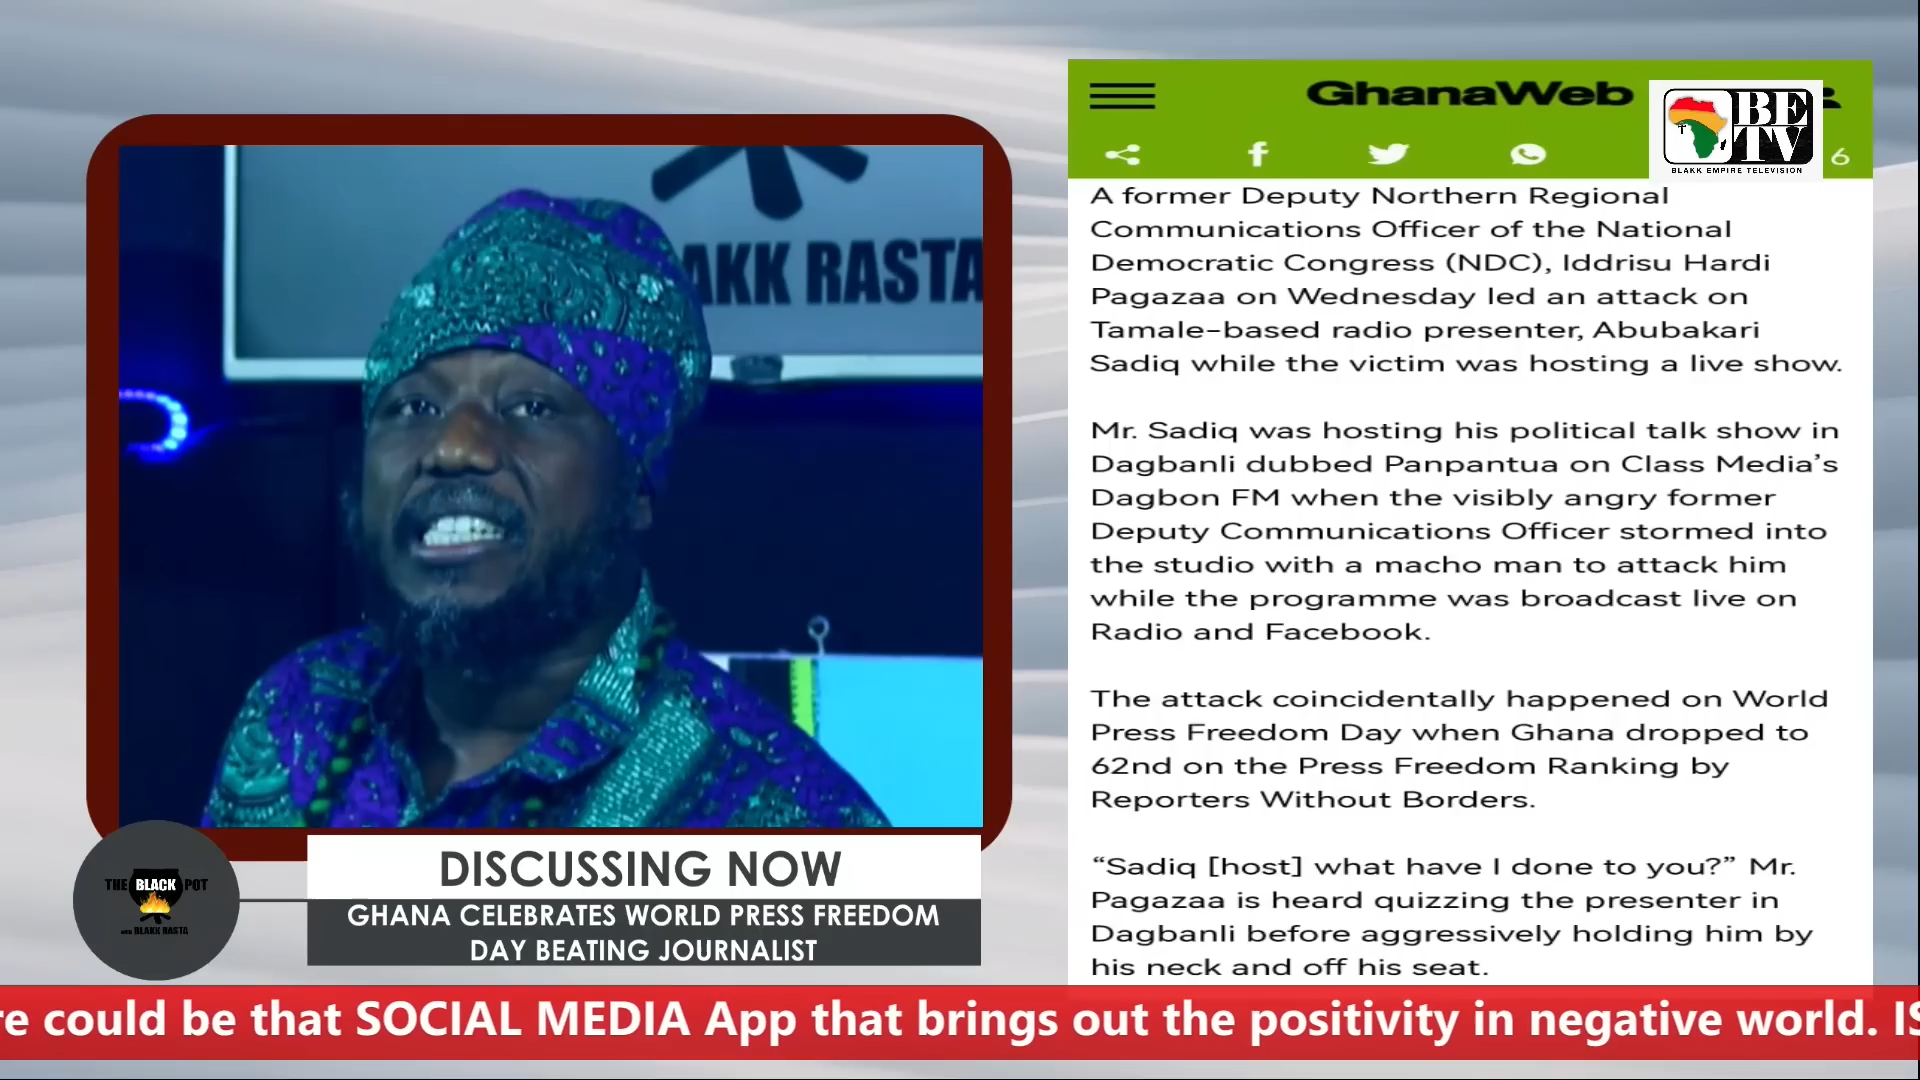 GhanaWeb
BE
TV
BLAKK EMPIRE TELEVISION
6
AKK RASTA
A former Deputy Northern Regional
Communications Officer of the National
Democratic Congress (NDC), Iddrisu Hardi
Pagazaa on Wednesday led an attack on
Tamale-based radio presenter, Abubakari
Sadiq while the victim was hosting a live show.
Mr. Sadiq was hosting his political talk show in
Dagbanli dubbed Panpantua on Class Media's
Dagbon FM when the visibly angry former
Deputy Communications Officer stormed into
the studio with a macho man to attack him
while the programme was broadcast live on
Radio and Facebook.
The attack coincidentally happened on World
Press Freedom Day when Ghana dropped to
62nd on the Press Freedom Ranking by
Reporters Without Borders.
“Sadiq [host] what have I done to you?” Mr.
Pagazaa is heard quizzing the presenter in
Dagbanli before aggressively holding him by
his neck and off his seat.
THE BLACK POT
with BLAKK RASTA
DISCUSSING NOW
GHANA CELEBRATES WORLD PRESS FREEDOM
DAY BEATING JOURNALIST
re could be that SOCIAL MEDIA App that brings out the positivity in negative world. IS